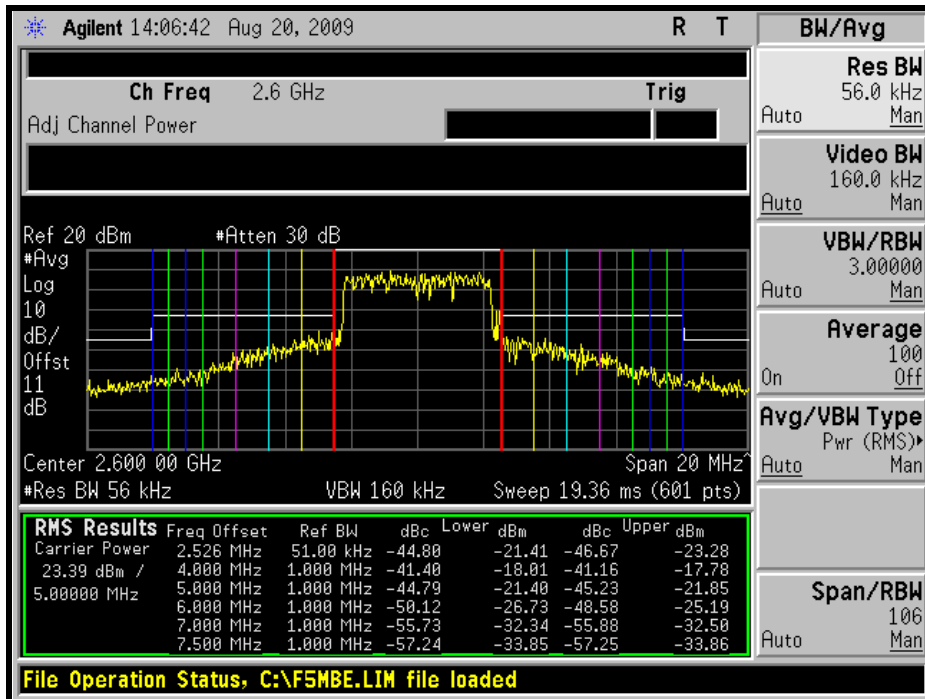 Agilent 14:06:42 Aug 20, 2009 R T
BW/Avg
Ch Freq 2.6 GHz Trig
Adj Channel Power
Res BW
56.0 kHz
Auto Man
Video BW
160.0 kHz
Auto Man
VBW/RBW
3.00000
Auto Man
Average
100
On Off
Avg/VBW Type
Pwr (RMS)
Auto Man
Span/RBW
106
Auto Man
Ref 20 dBm #Atten 30 dB
#Avg
Log
10
dB/
Offst
11
dB
Center 2.600 00 GHz Span 20 MHz^
#Res BW 56 kHz VBW 160 kHz Sweep 19.36 ms (601 pts)
RMS Results Freq Offset Ref BW dBc Lower dBm dBc Upper dBm
Carrier Power 2.526 MHz 51.00 kHz -44.80 -21.41 -46.67 -23.28
23.39 dBm / 4.000 MHz 1.000 MHz -41.40 -18.01 -41.16 -17.78
5.00000 MHz 5.000 MHz 1.000 MHz -44.79 -21.40 -45.23 -21.85
6.000 MHz 1.000 MHz -50.12 -26.73 -48.58 -25.19
7.000 MHz 1.000 MHz -55.73 -32.34 -55.88 -32.50
7.500 MHz 1.000 MHz -57.24 -33.85 -57.25 -33.86
File Operation Status, C:\F5MBE.LIM file loaded